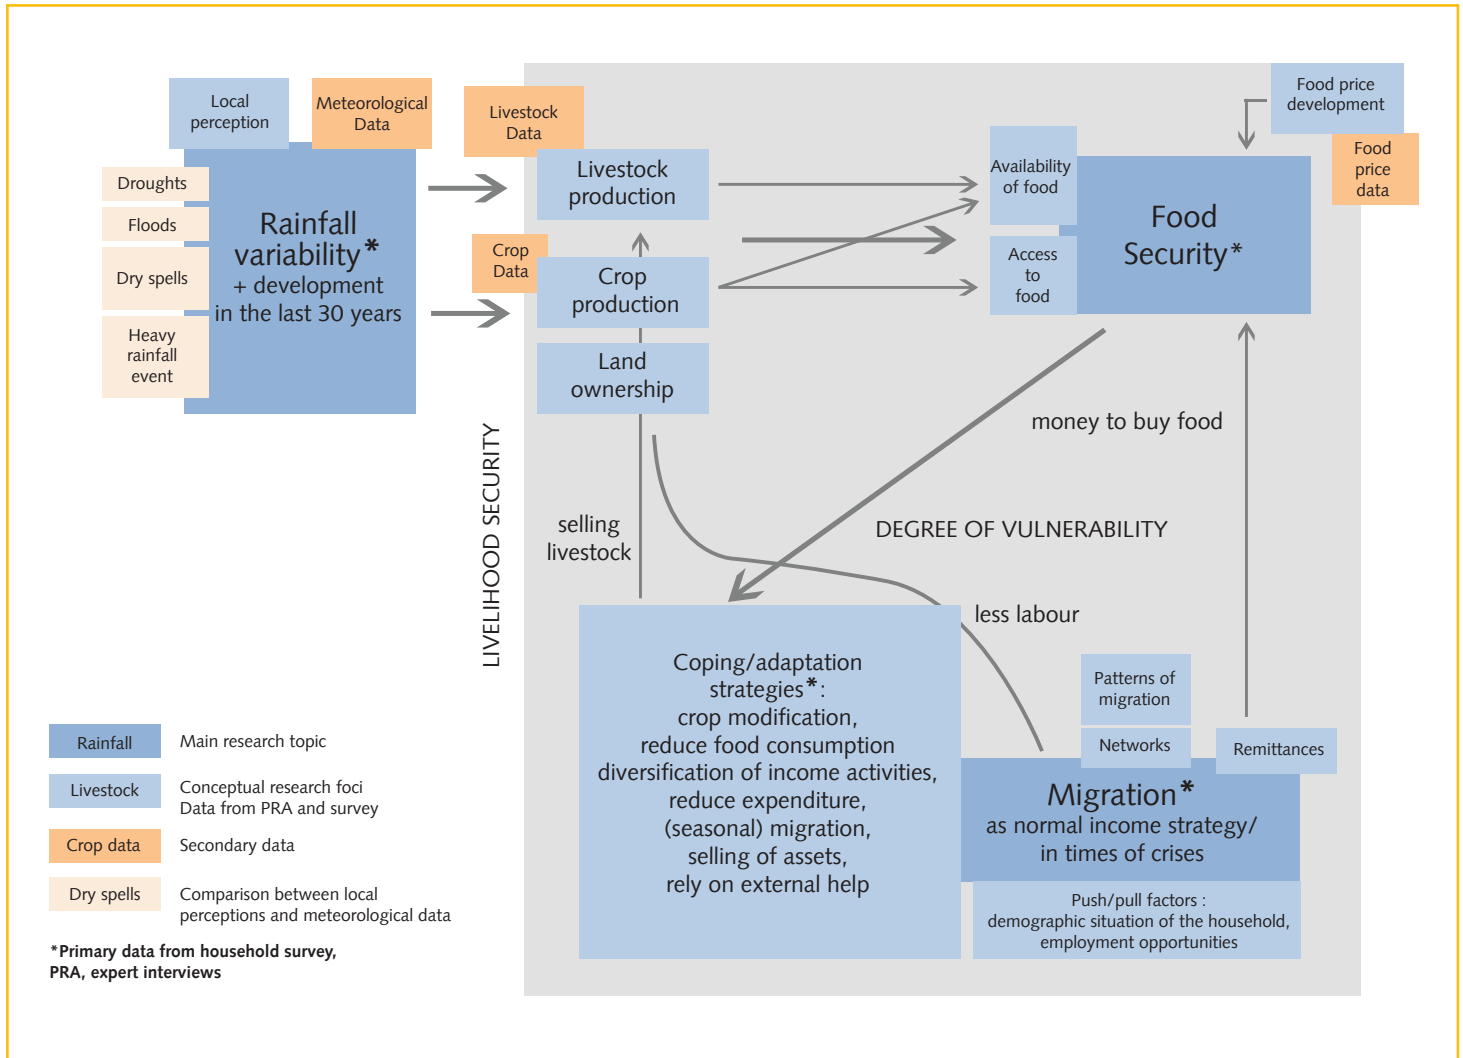 Local
perception
Meteorological
Data
Droughts
Floods
Dry spells
Heavy
rainfall
event
Rainfall
variability*
+ development
in the last 30 years
Livestock
Data
Livestock
production
Crop
Data
Crop
production
Land
ownership
Availability
of food
Access
to
food
Food
Security*
Food price
development
Food
price
data
LIVELIHOOD SECURITY
selling
livestock
money to buy food
DEGREE OF VULNERABILITY
less labour
Coping/adaptation
strategies*:
crop modification,
reduce food consumption
diversification of income activities,
reduce expenditure,
(seasonal) migration,
selling of assets,
rely on external help
Patterns of
migration
Networks
Remittances
Migration*
as normal income strategy/
in times of crises
Push/pull factors :
demographic situation of the household,
employment opportunities
Rainfall
Main research topic
Livestock
Conceptual research foci
Data from PRA and survey
Crop data
Secondary data
Dry spells
Comparison between local
perceptions and meteorological data
*Primary data from household survey,
PRA, expert interviews